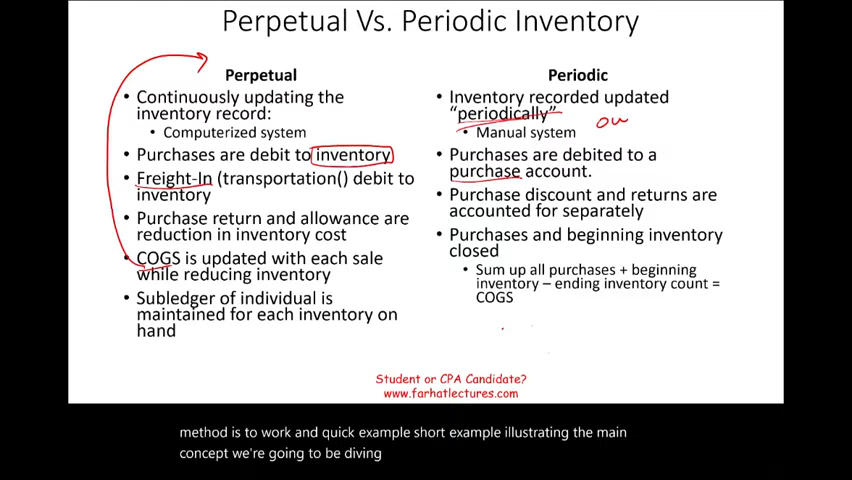 Perpetual Vs. Periodic Inventory
Perpetual
• Continuously updating the
inventory record:
• Computerized system
• Purchases are debit to inventory
• Freight-In (transportation() debit to
inventory
• Purchase return and allowance are
reduction in inventory cost
• COGS is updated with each sale
while reducing inventory
• Subledger of individual is
maintained for each inventory on
hand
Periodic
• Inventory recorded updated
“periodically”
• Manual system
• Purchases are debited to a
purchase account.
• Purchase discount and returns are
accounted for separately
• Purchases and beginning inventory
closed
• Sum up all purchases + beginning
inventory – ending inventory count =
COGS
Student or CPA Candidate?
www.farhatlectures.com
method is to work and quick example short example illustrating the main
concept we're going to be diving